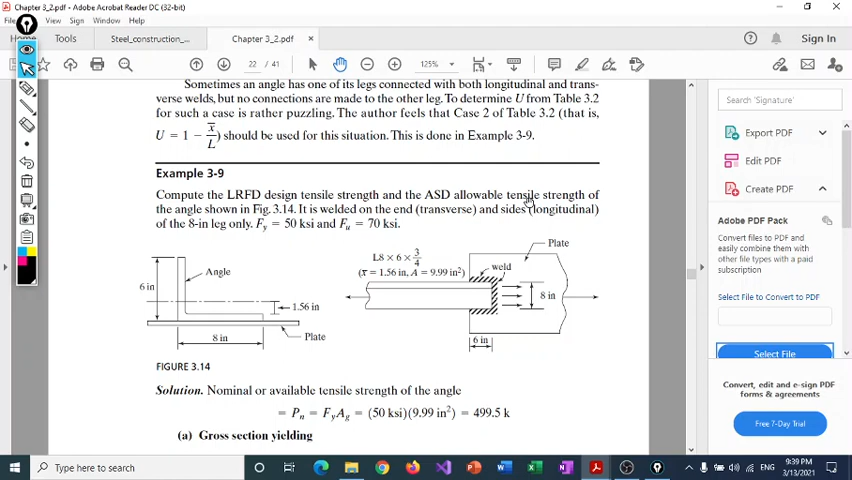 Chapter 3_2.pdf - Adobe Acrobat Reader DC (32-bit)
View Sign Window Help
Tools Steel_construction_... Chapter 3_2.pdf × Sign In
22 / 41 125%
Sometimes an angle has one of its legs connected with both longitudinal and trans-
verse welds, but no connections are made to the other leg. To determine U from Table 3.2
for such a case is rather puzzling. The author feels that Case 2 of Table 3.2 (that is,
U = 1 − x̄/L) should be used for this situation. This is done in Example 3-9.
Example 3-9
Compute the LRFD design tensile strength and the ASD allowable tensile strength of
the angle shown in Fig. 3.14. It is welded on the end (transverse) and sides (longitudinal)
of the 8-in leg only. Fy = 50 ksi and Fu = 70 ksi.
6 in
Angle
1.56 in
8 in
Plate
L8 × 6 × 3/4
(x̄ = 1.56 in, A = 9.99 in²)
weld
Plate
8 in
6 in
FIGURE 3.14
Solution. Nominal or available tensile strength of the angle
= Pn = FyAg = (50 ksi)(9.99 in²) = 499.5 k
(a) Gross section yielding
Search 'Signature'
Export PDF
Edit PDF
Create PDF
Adobe PDF Pack
Convert files to PDF and
easily combine them with
other file types with a paid
subscription
Select File to Convert to PDF
Select File
Convert, edit and e-sign PDF
forms & agreements
Free 7-Day Trial
Type here to search
ENG
9:39 PM
3/13/2021